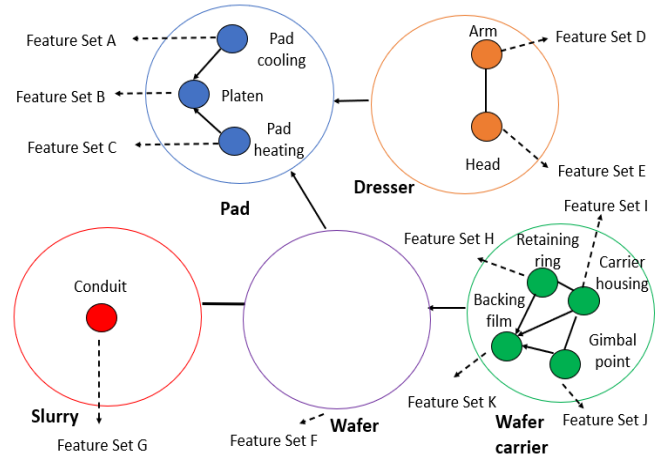 Feature Set A
Pad
cooling
Feature Set B
Platen
Feature Set C
Pad
heating
Pad
Arm
Feature Set D
Head
Feature Set E
Dresser
Feature Set I
Feature Set H
Retaining
ring
Carrier
housing
Backing
film
Gimbal
point
Feature Set K
Feature Set J
Wafer
carrier
Conduit
Slurry
Feature Set G
Feature Set F
Wafer